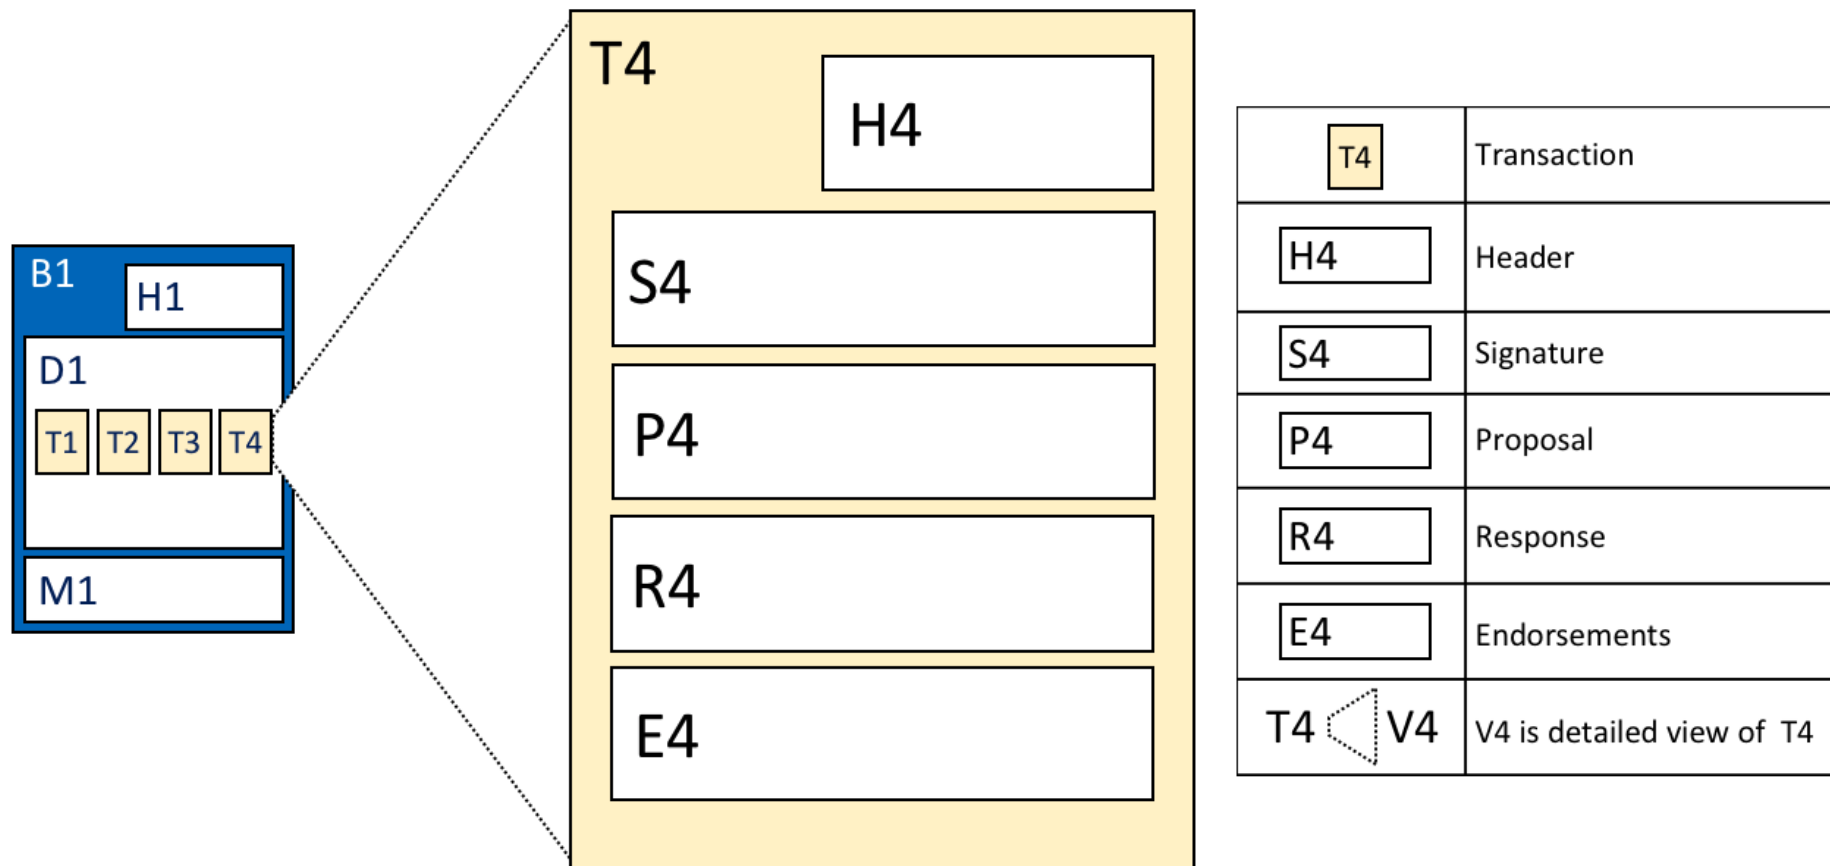 B1
H1
D1
T1 T2 T3 T4
M1
T4
H4
S4
P4
R4
E4
T4 Transaction
H4 Header
S4 Signature
P4 Proposal
R4 Response
E4 Endorsements
T4 V4 V4 is detailed view of T4